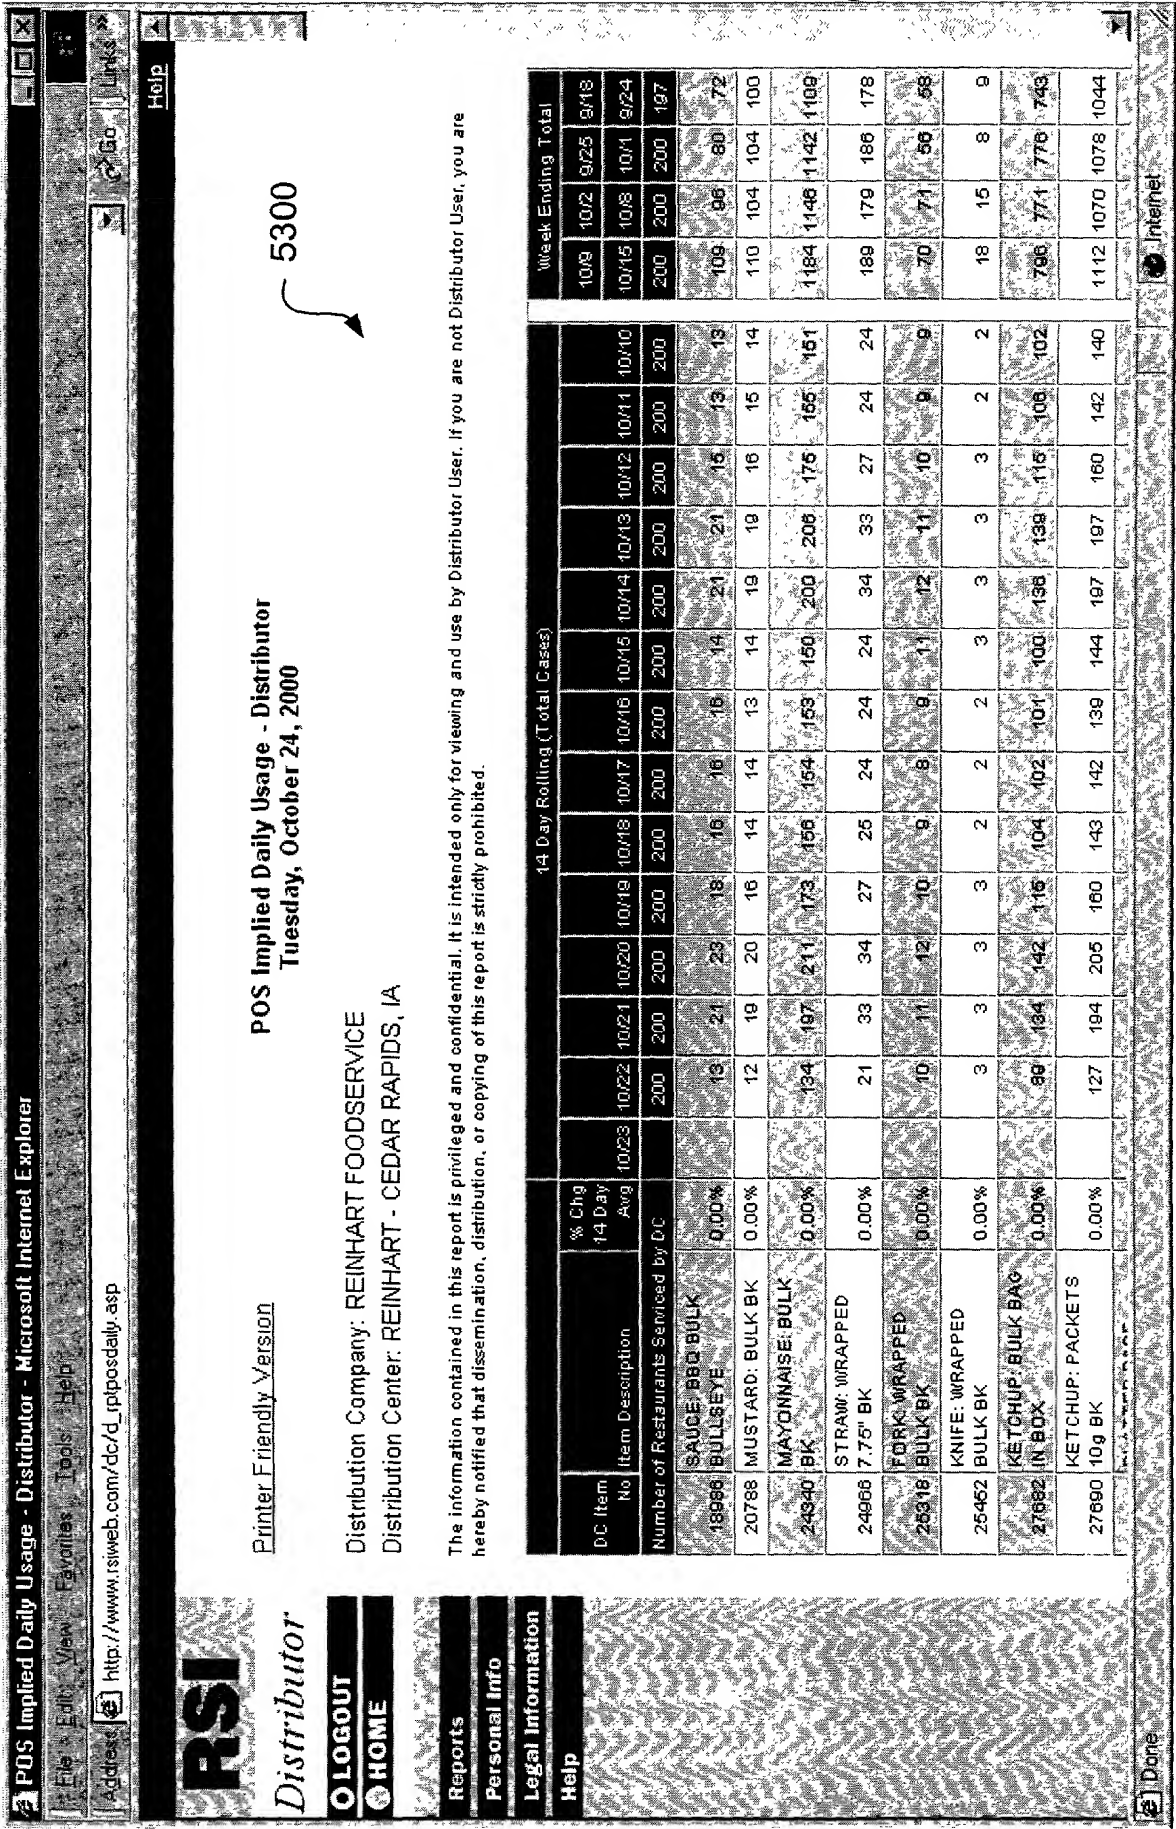 POS Implied Daily Usage - Distributor - Microsoft Internet Explorer
File Edit View Favorites Tools Help
Address http://www.rsiweb.com/dc/d_rptposdaily.asp Go Links »
Help
RSI
Distributor
LOGOUT
HOME
Reports
Personal Info
Legal Information
Help
Printer Friendly Version
POS Implied Daily Usage - Distributor
Tuesday, October 24, 2000
5300
Distribution Company: REINHART FOODSERVICE
Distribution Center: REINHART - CEDAR RAPIDS, IA
The information contained in this report is privileged and confidential. It is intended only for viewing and use by Distributor User. If you are not Distributor User, you are
hereby notified that dissemination, distribution, or copying of this report is strictly prohibited.
14 Day Rolling (Total Cases) Week Ending Total
% Chg 10/9 10/2 9/25 9/18
DC Item 14 Day
No Item Description Avg 10/23 10/22 10/21 10/20 10/19 10/18 10/17 10/16 10/15 10/14 10/13 10/12 10/11 10/10 10/15 10/8 10/1 9/24
Number of Restaurants Serviced by DC 200 200 200 200 200 200 200 200 200 200 200 200 200 200 200 200 197
SAUCE: BBQ BULK
18986 BULLSEYE 0.00% 13 21 23 18 16 16 16 14 21 21 15 13 13 109 96 80 72
20788 MUSTARD: BULK BK 0.00% 12 19 20 16 14 14 13 14 19 19 16 15 14 110 104 104 100
MAYONNAISE: BULK
24340 BK 0.00% 134 197 211 173 156 154 153 150 200 206 175 155 151 1184 1146 1142 1109
STRAW: WRAPPED
24966 7.75" BK 0.00% 21 33 34 27 25 24 24 24 34 33 27 24 24 189 179 186 178
FORK: WRAPPED
25318 BULK BK 0.00% 10 11 12 10 9 8 9 11 12 11 10 9 9 70 71 56 58
KNIFE: WRAPPED
25462 BULK BK 0.00% 3 3 3 3 2 2 2 3 3 3 3 2 2 18 15 8 9
KETCHUP: BULK BAG
27682 IN BOX 0.00% 89 134 142 115 104 102 101 100 136 139 115 106 102 796 771 776 743
KETCHUP: PACKETS
27690 10g BK 0.00% 127 194 205 160 143 142 139 144 197 197 160 142 140 1112 1070 1078 1044
Done Internet